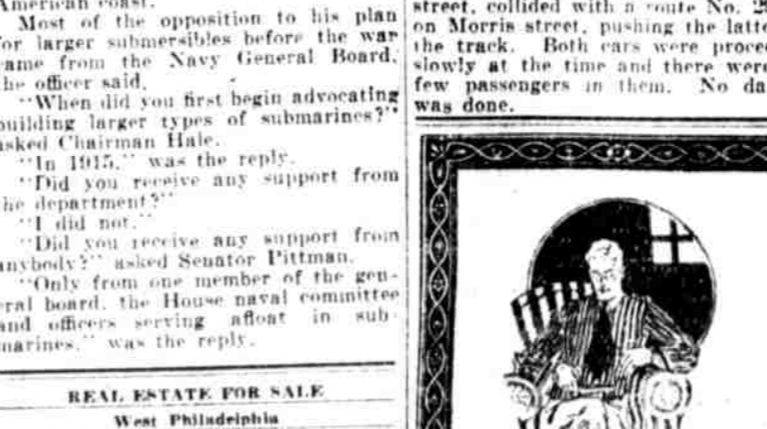 American coast.
Most of the opposition to his plan
for larger submersibles before the war
came from the Navy General Board,
the officer said.
"When did you first begin advocating
building larger types of submarines?"
asked Chairman Hale.
"In 1915," was the reply.
"Did you receive any support from
the department?"
"I did not."
"Did you receive any support from
anybody?" asked Senator Pittman.
"Only from one member of the gen-
eral board, the House naval committee
and officers serving afloat in sub-
marines," was the reply.
REAL ESTATE FOR SALE
West Philadelphia
street, collided with a route No.
on Morris street, pushing the latte
the track. Both cars were procee
slowly at the time and there were
few passengers in them. No da
was done.